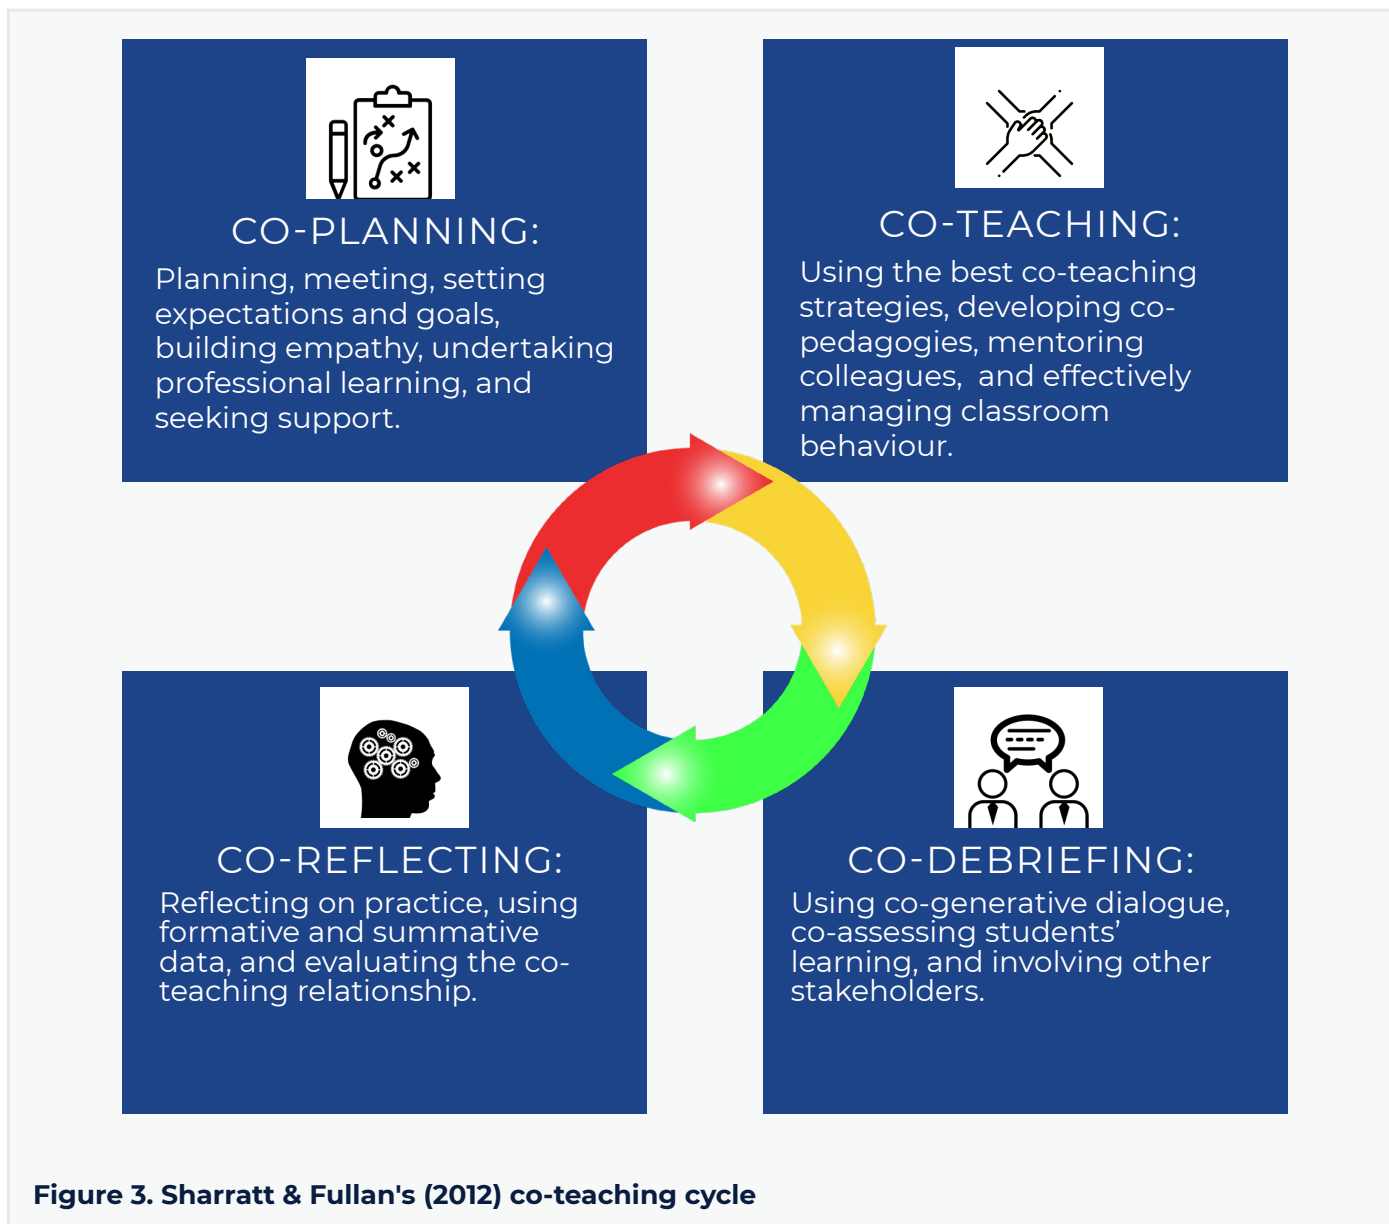 CO-PLANNING:
Planning, meeting, setting
expectations and goals,
building empathy, undertaking
professional learning, and
seeking support.
CO-TEACHING:
Using the best co-teaching
strategies, developing co-
pedagogies, mentoring
colleagues,  and effectively
managing classroom
behaviour.
CO-REFLECTING:
Reflecting on practice, using
formative and summative
data, and evaluating the co-
teaching relationship.
CO-DEBRIEFING:
Using co-generative dialogue,
co-assessing students’
learning, and involving other
stakeholders.
Figure 3. Sharratt & Fullan's (2012) co-teaching cycle